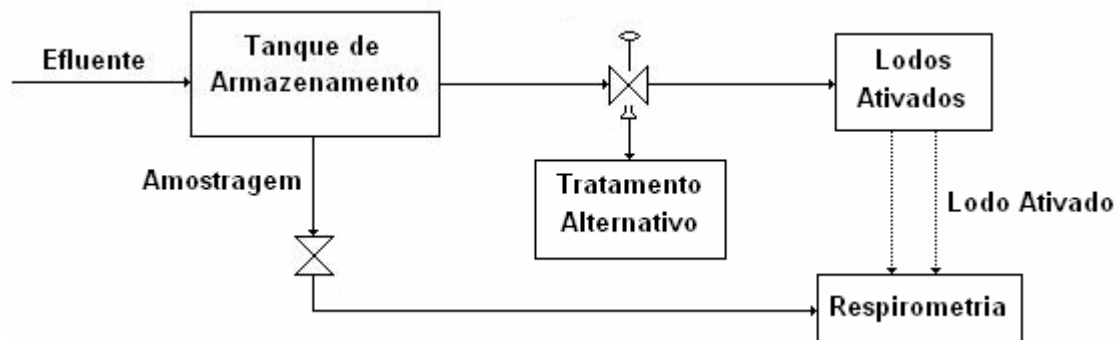 Efluente
Tanque de
Armazenamento
Lodos
Ativados
Amostragem
Tratamento
Alternativo
Lodo Ativado
Respirometria